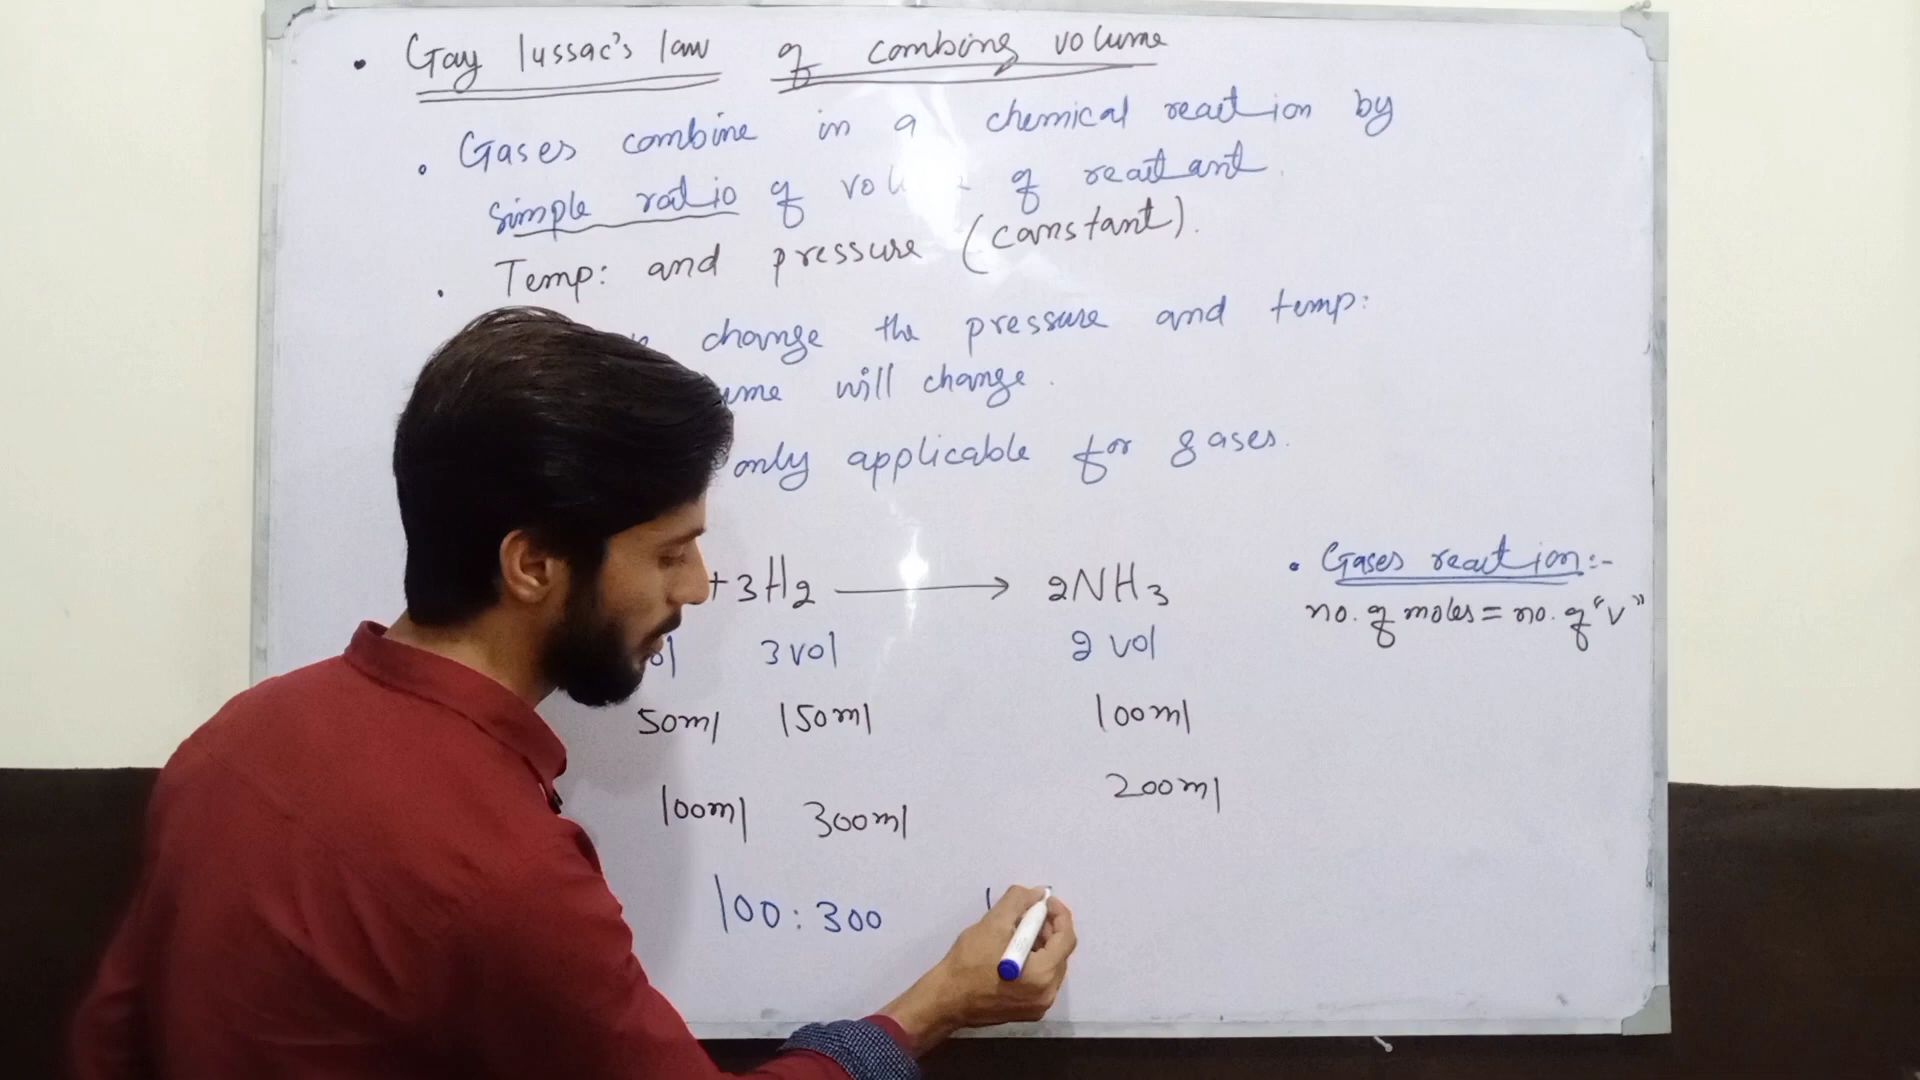 • Gay lussac's law of combing volume
• Gases combine in a chemical reaction by
simple ratio of of reactant.
• Temp: and pressure (constant).
change the pressure and temp:
will change.
only applicable for gases.
+3H2 → 2NH3
3vol 2 vol
50ml 150ml 100ml
100ml 300ml 200ml
100:300
• Gases reaction:-
no. of moles = no. of "V"